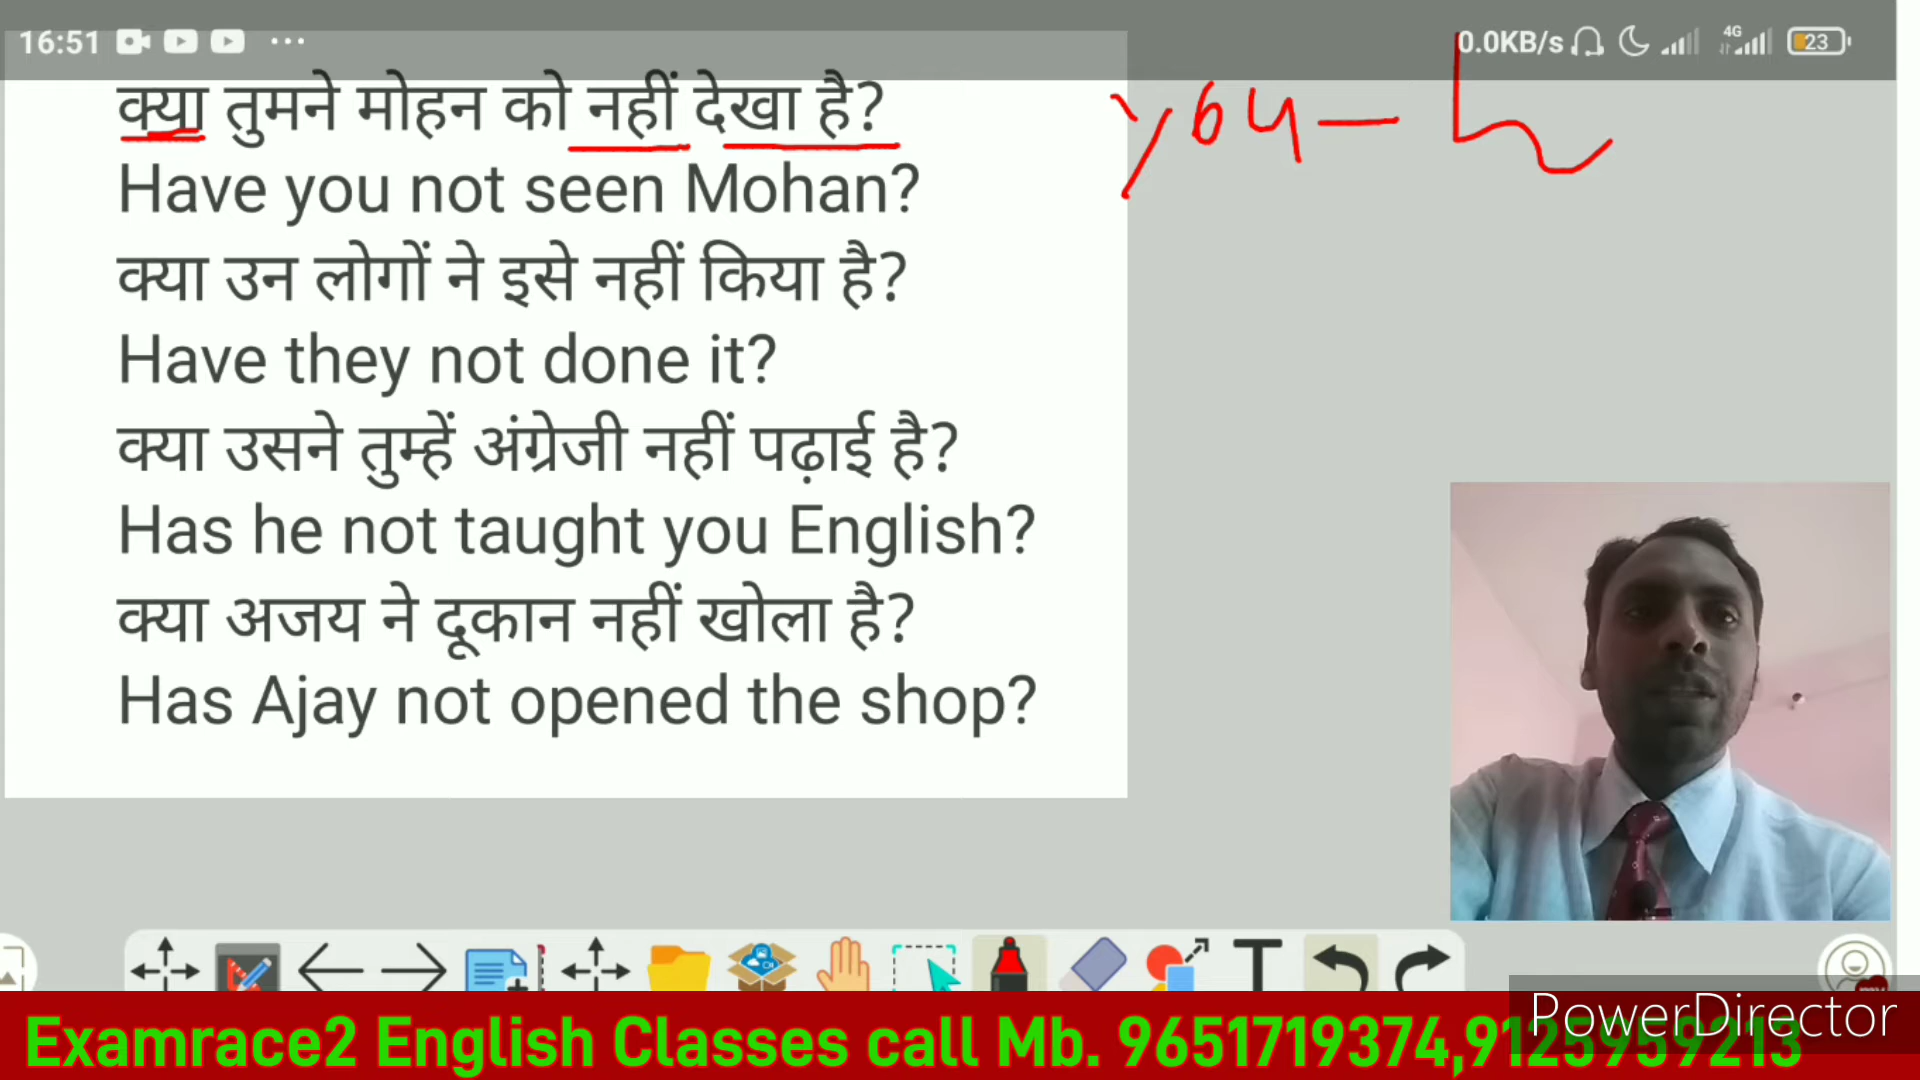 16:51 0.0KB/s 4G 23
क्या तुमने मोहन को नहीं देखा है?
you —
Have you not seen Mohan?
क्या उन लोगों ने इसे नहीं किया है?
Have they not done it?
क्या उसने तुम्हें अंग्रेजी नहीं पढ़ाई है?
Has he not taught you English?
क्या अजय ने दूकान नहीं खोला है?
Has Ajay not opened the shop?
T
PowerDirector
Examrace2 English Classes call Mb. 9651719374,9125959213